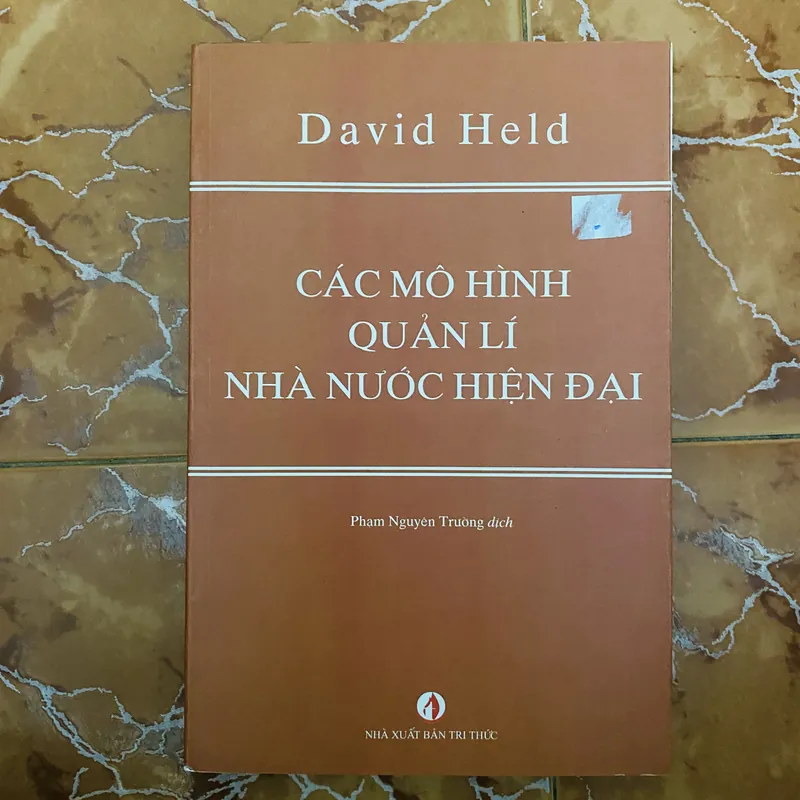 David Held
CÁC MÔ HÌNH
QUẢN LÍ
NHÀ NƯỚC HIỆN ĐẠI
Phạm Nguyên Trường dịch
NHÀ XUẤT BẢN TRI THỨC